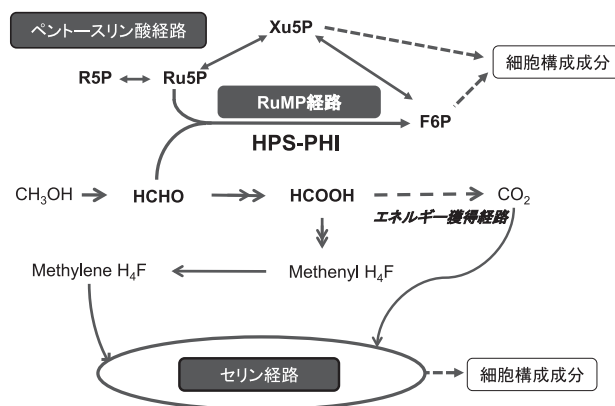 ペントースリン酸経路
Xu5P
細胞構成成分
R5P
Ru5P
RuMP経路
F6P
HPS-PHI
CH₃OH
HCHO
HCOOH
CO₂
エネルギー獲得経路
Methylene H₄F
Methenyl H₄F
セリン経路
細胞構成成分